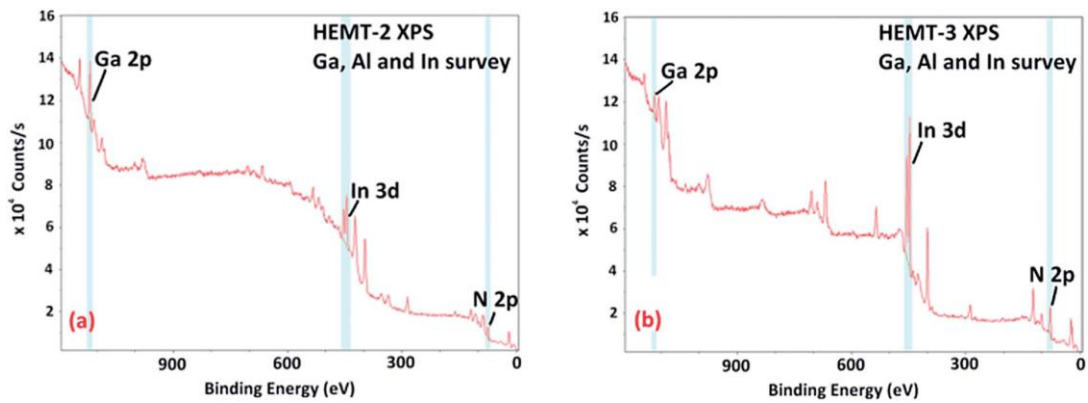 16
14
12
10
8
6
4
2
x 10⁴ Counts/s
HEMT-2 XPS
Ga, Al and In survey
Ga 2p
In 3d
N 2p
(a)
900
600
300
0
Binding Energy (eV)
16
14
12
10
8
6
4
2
x 10⁴ Counts/s
HEMT-3 XPS
Ga, Al and In survey
Ga 2p
In 3d
N 2p
(b)
900
600
300
0
Binding Energy (eV)